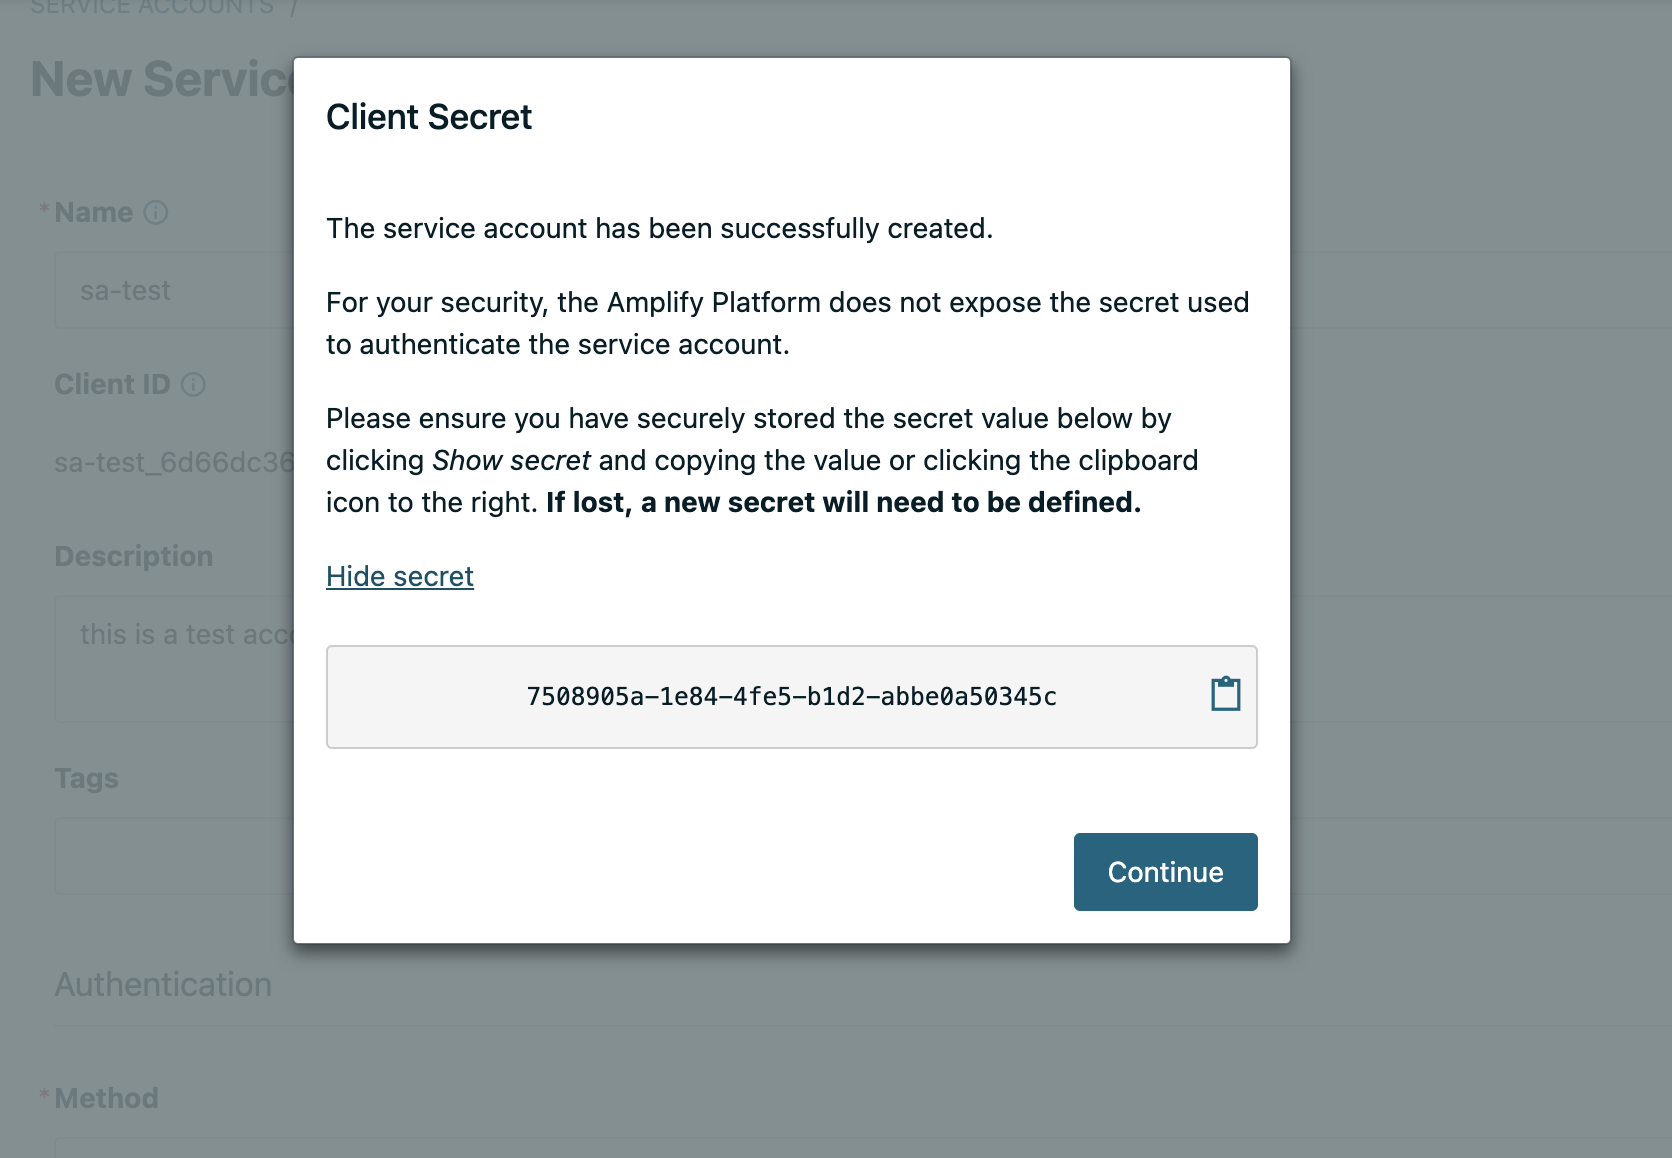 SERVICE ACCOUNTS /
New Service
* Name
sa-test
Client ID
sa-test_6d66dc36
Description
this is a test acco
Tags
Authentication
* Method
Client Secret
The service account has been successfully created.
For your security, the Amplify Platform does not expose the secret used
to authenticate the service account.
Please ensure you have securely stored the secret value below by
clicking Show secret and copying the value or clicking the clipboard
icon to the right. If lost, a new secret will need to be defined.
Hide secret
7508905a-1e84-4fe5-b1d2-abbe0a50345c
Continue